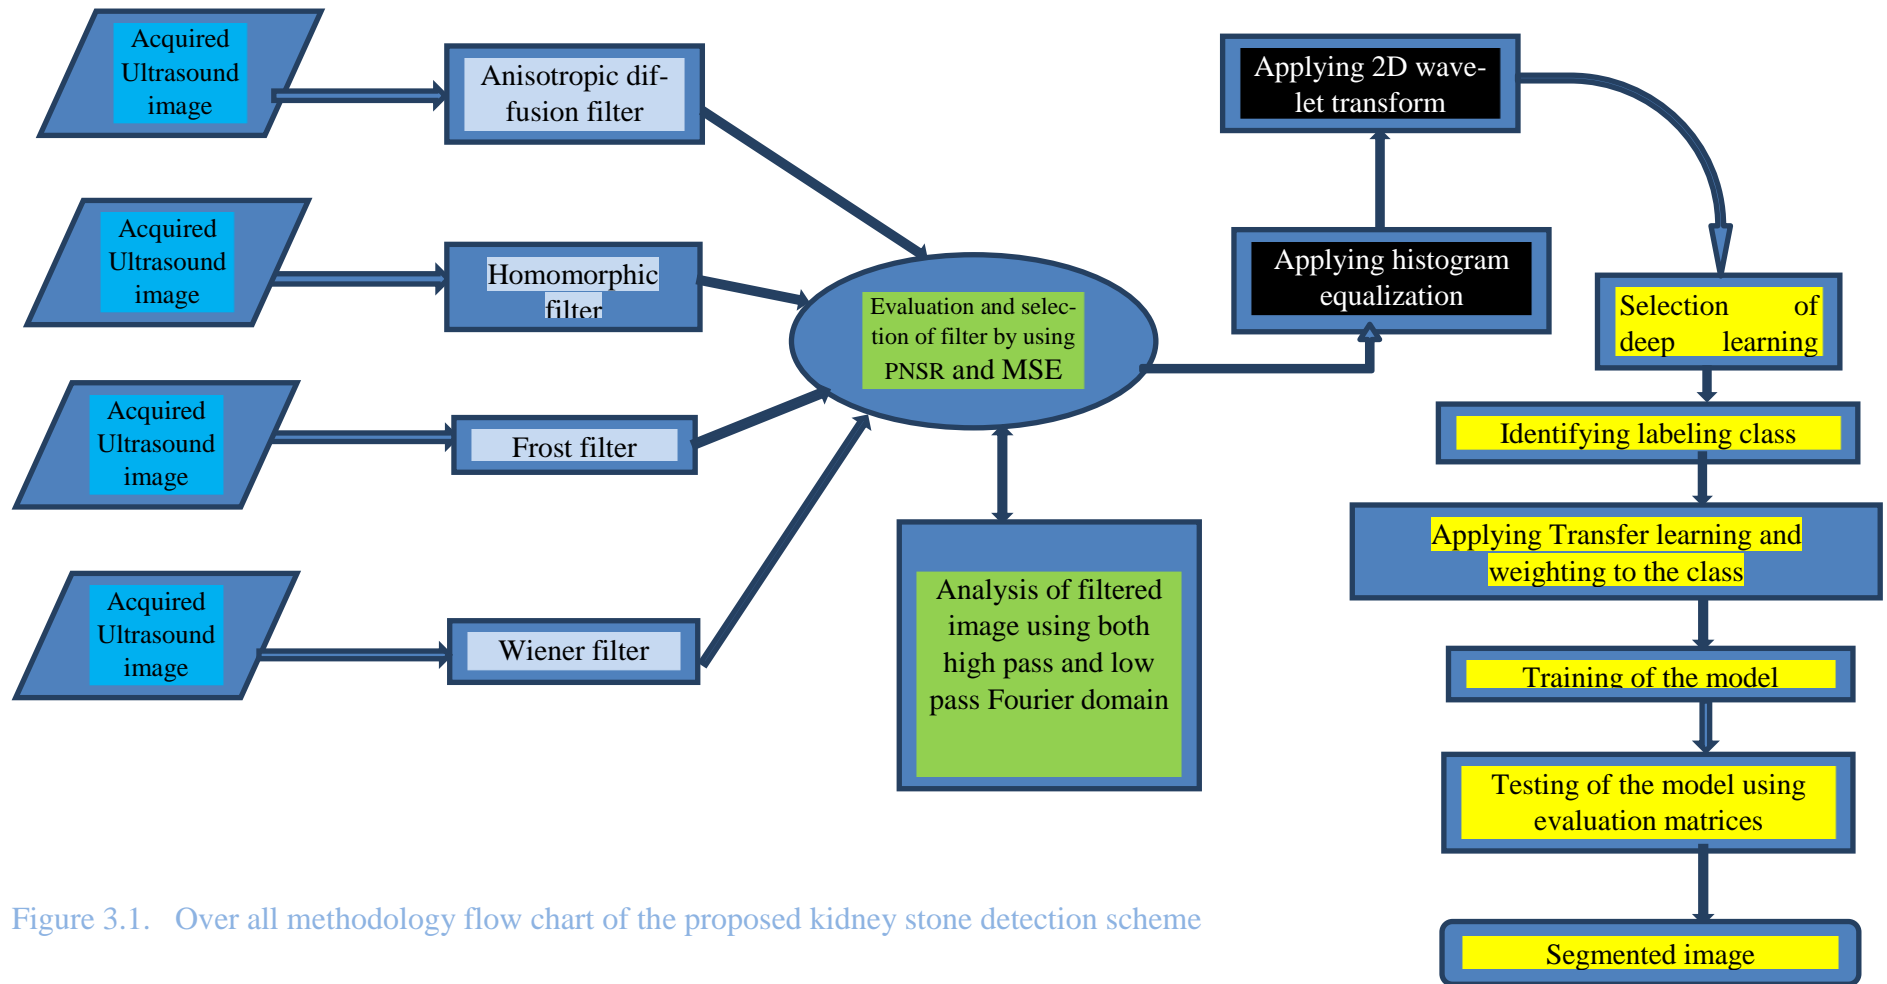 Acquired
Ultrasound
image
Anisotropic dif-
fusion filter
Acquired
Ultrasound
image
Homomorphic
filter
Acquired
Ultrasound
image
Frost filter
Acquired
Ultrasound
image
Wiener filter
Evaluation and selec-
tion of filter by using
PNSR and MSE
Analysis of filtered
image using both
high pass and low
pass Fourier domain
Applying histogram
equalization
Applying 2D wave-
let transform
Selection of
deep learning
Identifying labeling class
Applying Transfer learning and
weighting to the class
Training of the model
Testing of the model using
evaluation matrices
Segmented image
Figure 3.1. Over all methodology flow chart of the proposed kidney stone detection scheme